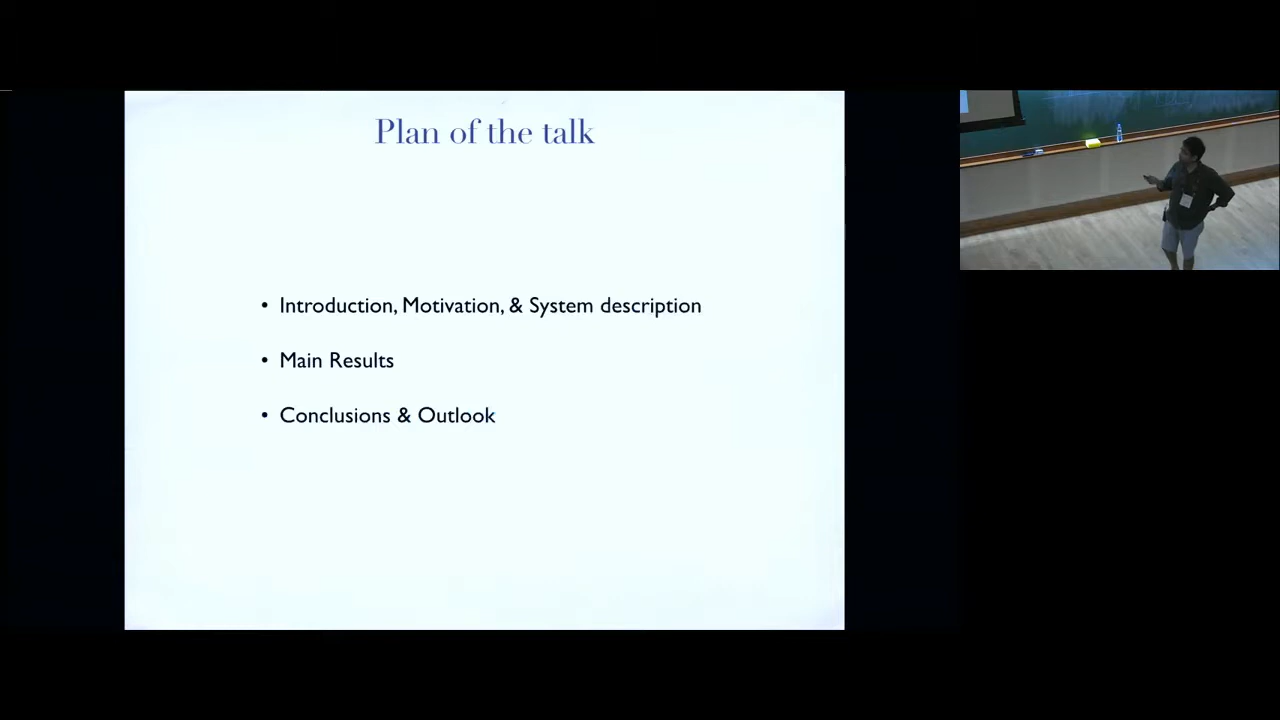 Plan of the talk
• Introduction, Motivation, & System description
• Main Results
• Conclusions & Outlook